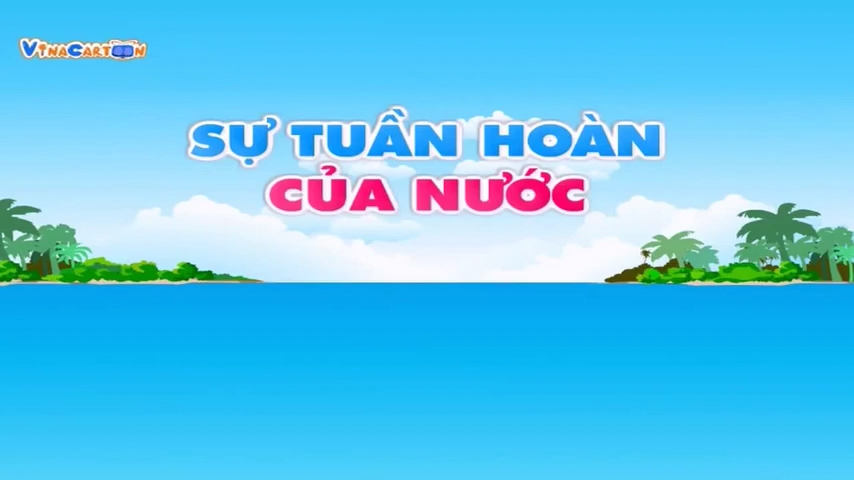 VINACARTOON
SỰ TUẦN HOÀN
CỦA NƯỚC